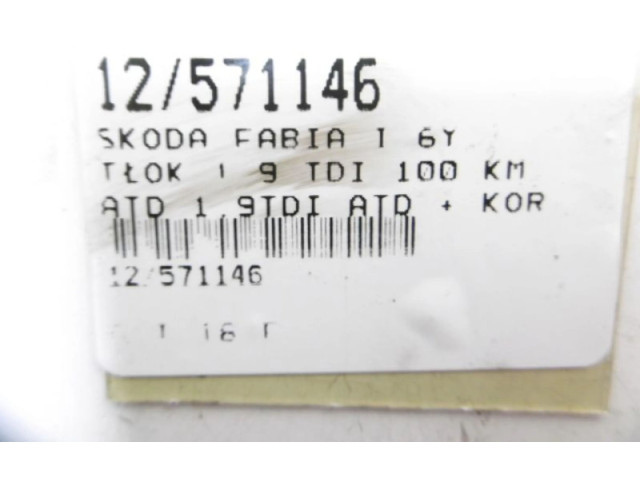 12/571146
SKODA FABIA I 6Y
TŁOK 1.9 TDI 100 KM
ATD 1.9TDI ATD + KOR
12/571146